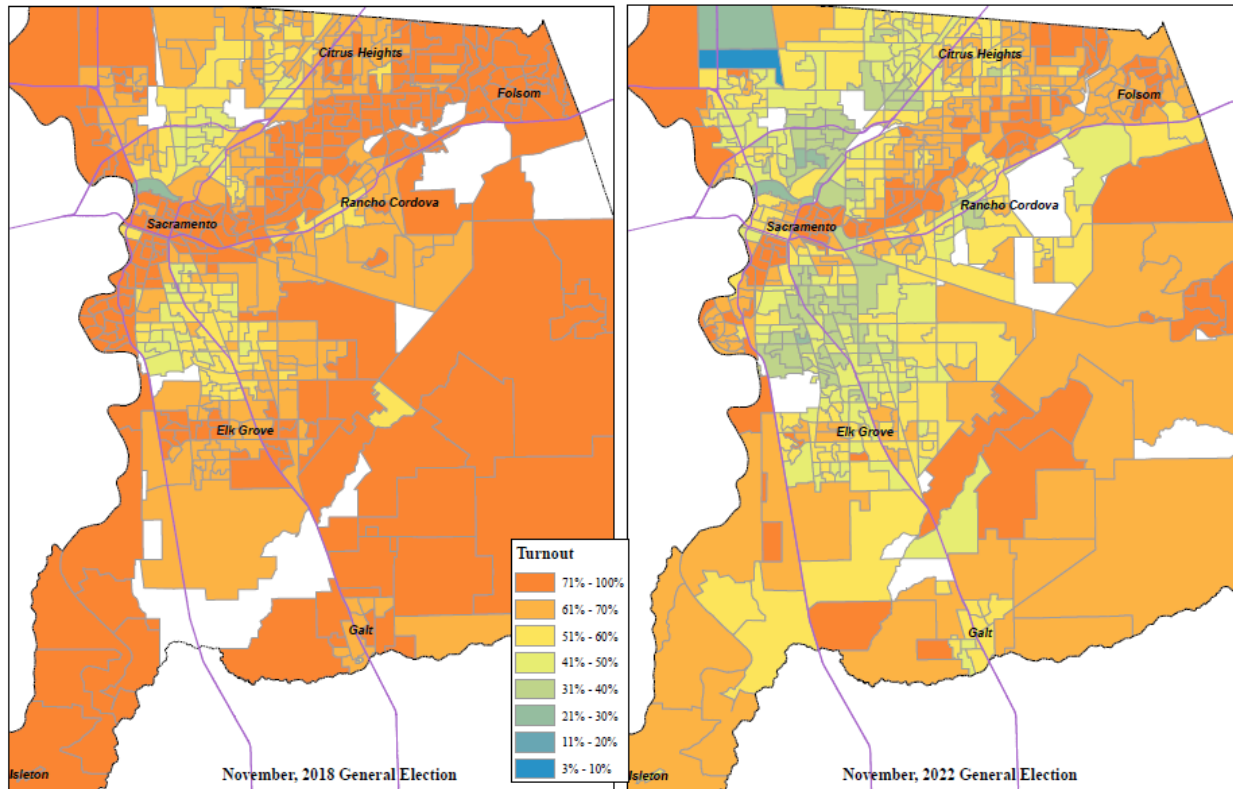 Citrus Heights
Folsom
Rancho Cordova
Sacramento
Elk Grove
Galt
Isleton
November, 2018 General Election
Turnout
71% - 100%
61% - 70%
51% - 60%
41% - 50%
31% - 40%
21% - 30%
11% - 20%
3% - 10%
Citrus Heights
Folsom
Rancho Cordova
Sacramento
Elk Grove
Galt
Isleton
November, 2022 General Election